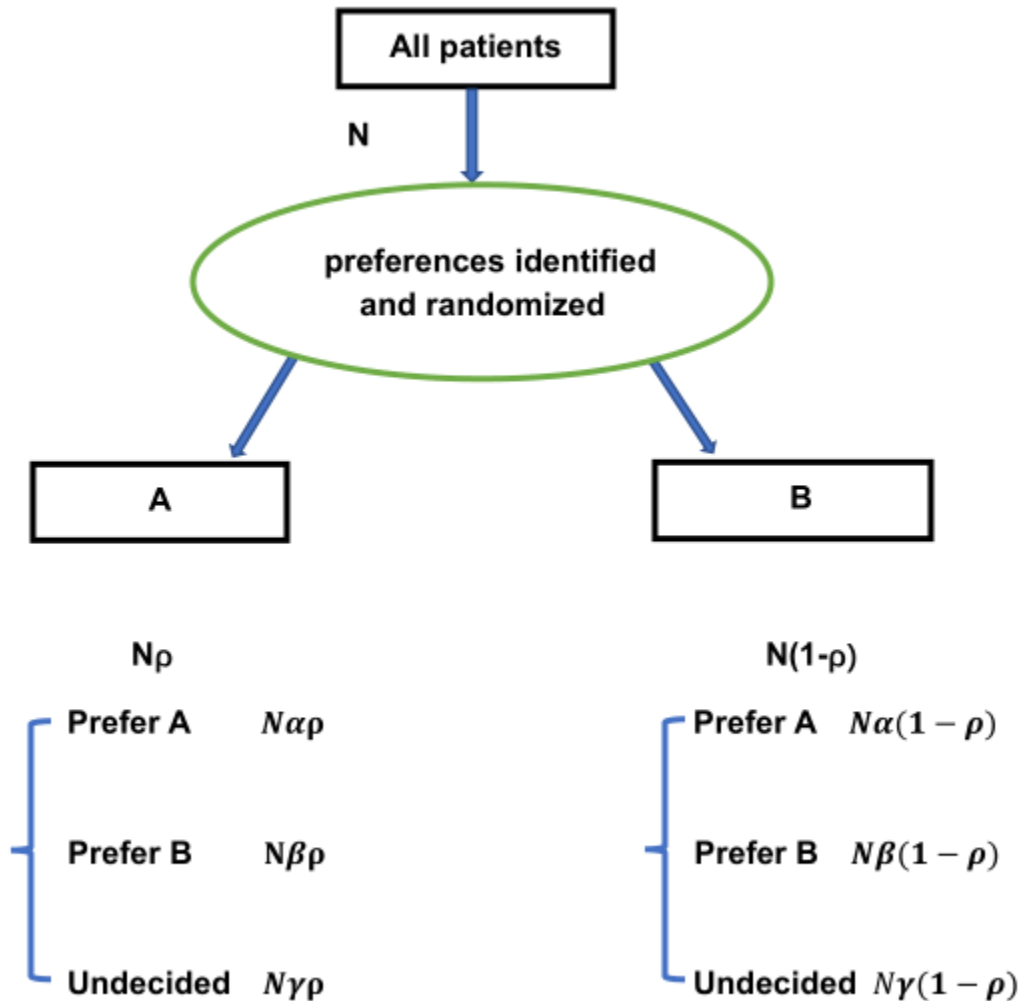 All patients
N
preferences identified
and randomized
A
B
Nρ
N(1-ρ)
Prefer A Nαρ
Prefer A Nα(1 − ρ)
Prefer B Nβρ
Prefer B Nβ(1 − ρ)
Undecided Nγρ
Undecided Nγ(1 − ρ)